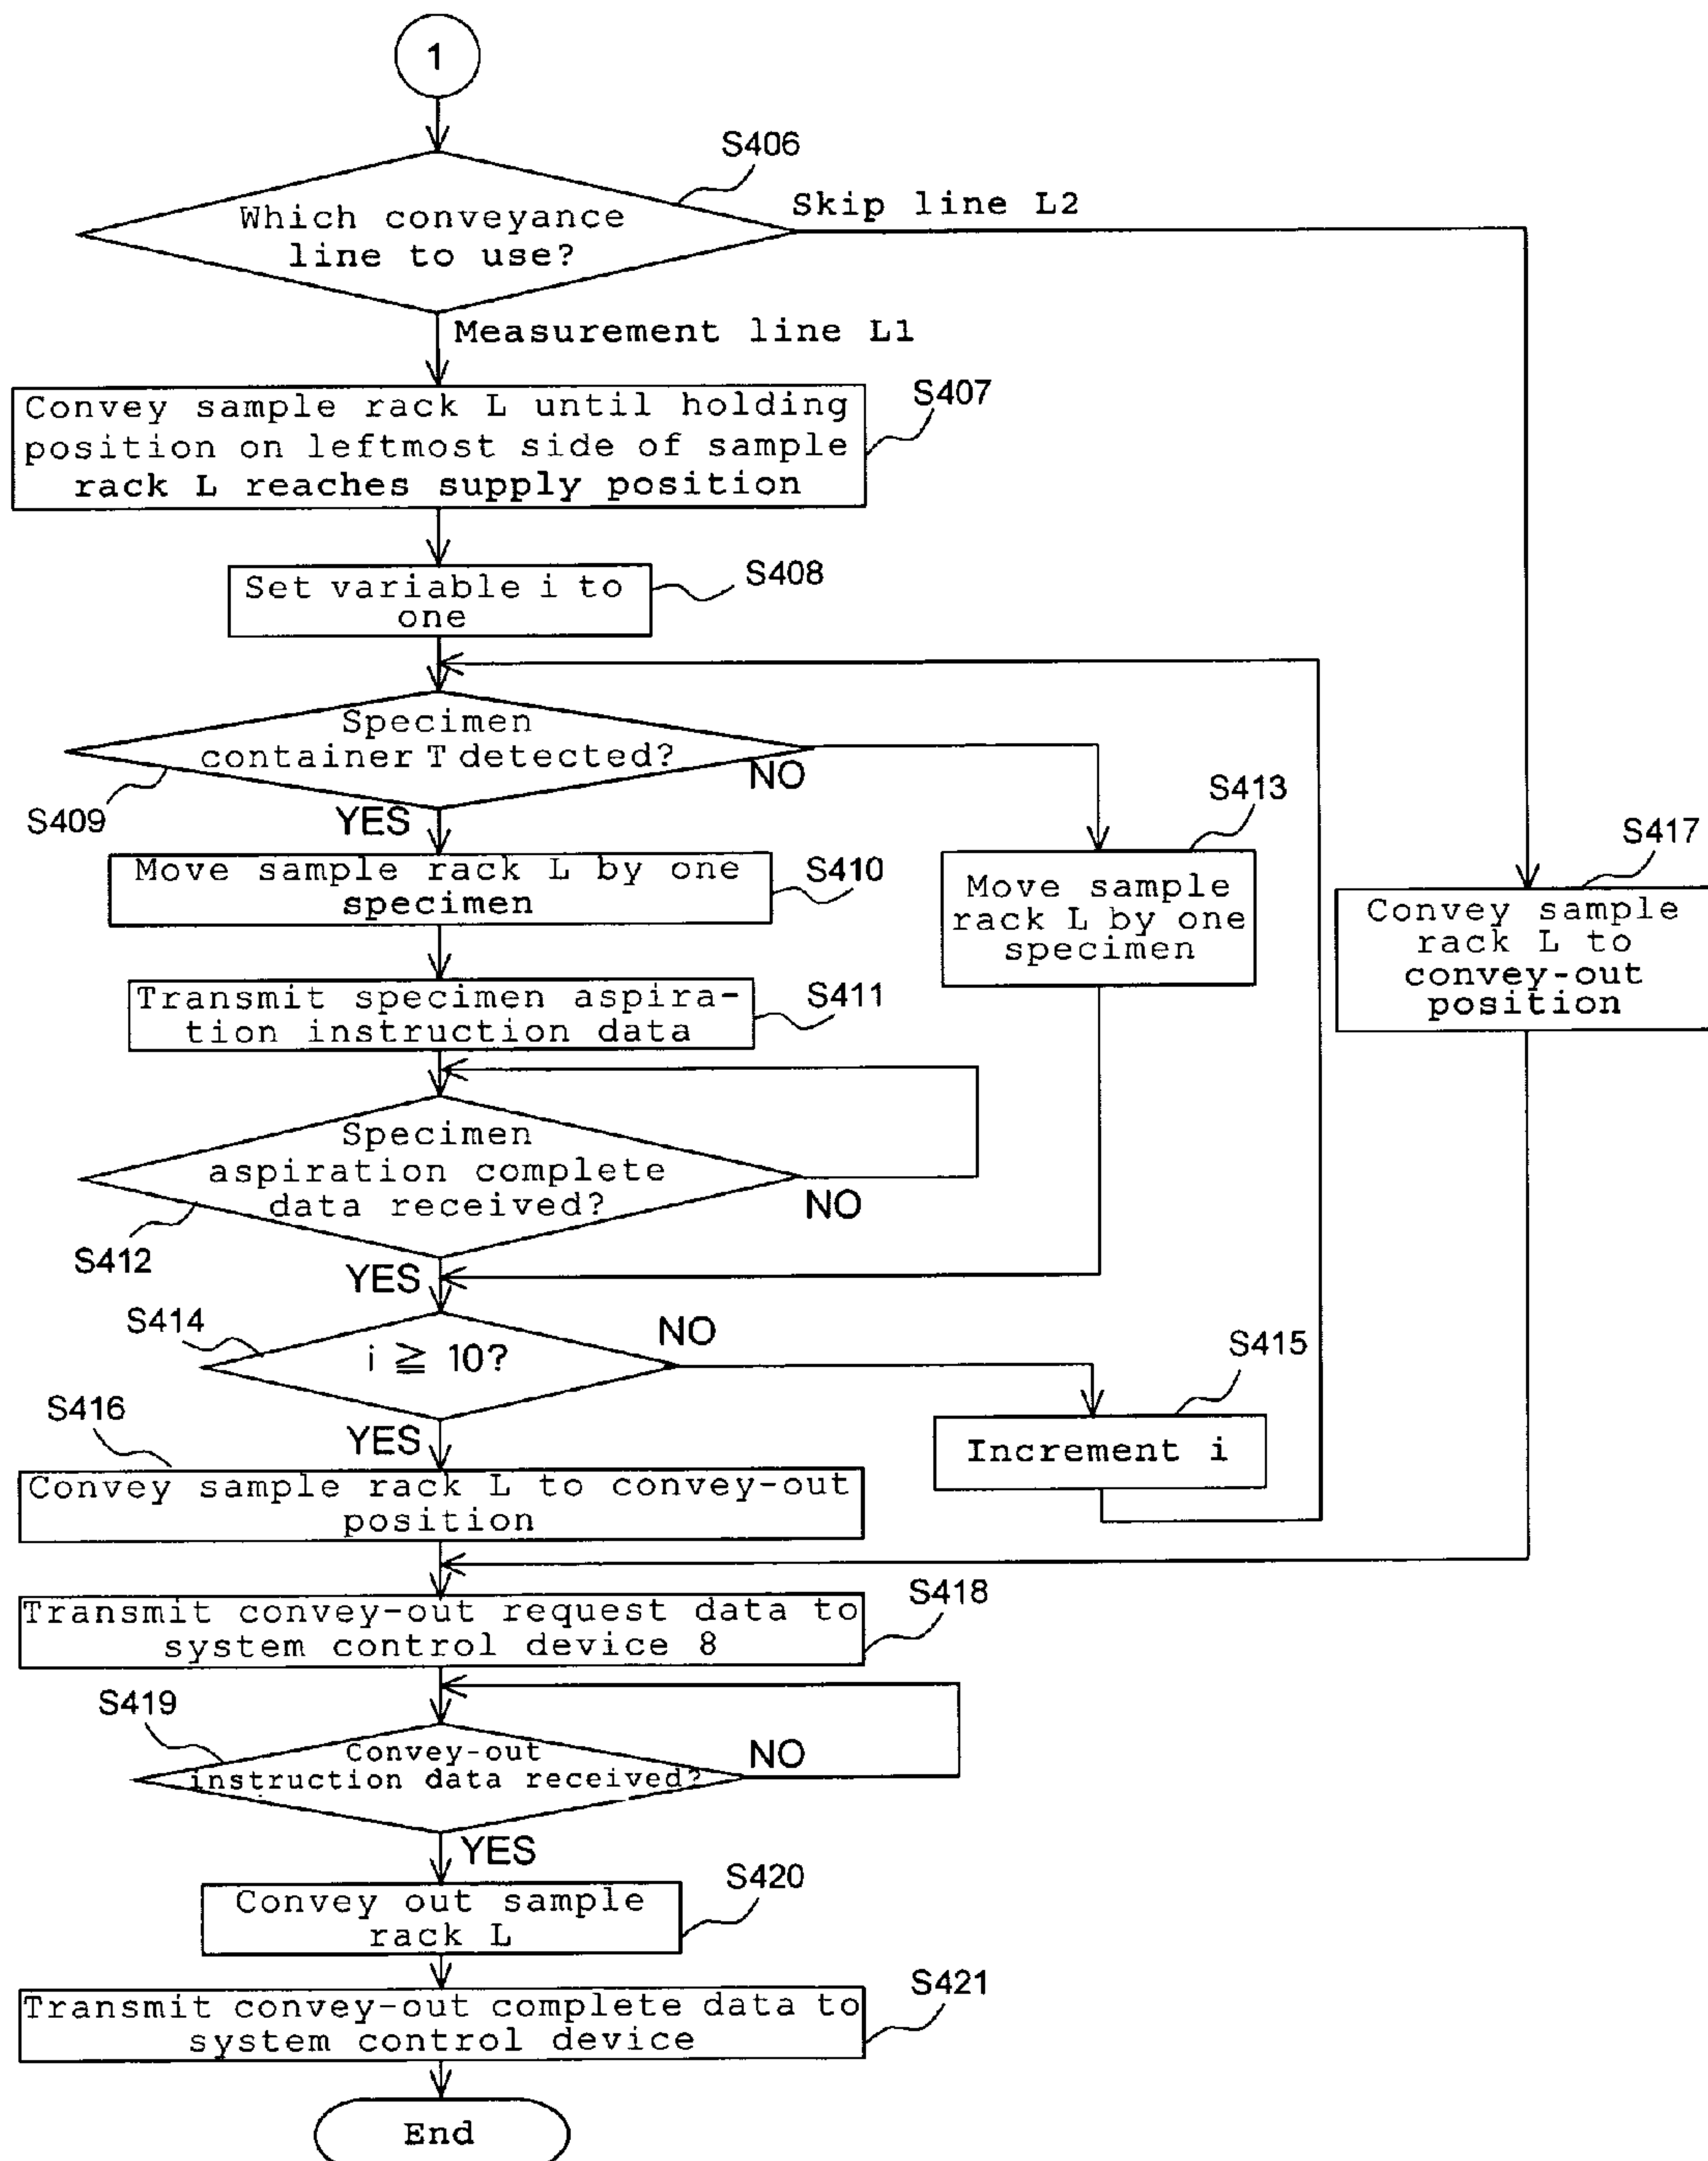 1
S406
Which conveyance
line to use?
Skip line L2
Measurement line L1
S407
Convey sample rack L until holding
position on leftmost side of sample
rack L reaches supply position
S408
Set variable i to
one
Specimen
container T detected?
NO
S409
YES
S413
S417
Move sample rack L by one
specimen
S410
Move sample
rack L by one
specimen
Convey sample
rack L to
convey-out
position
Transmit specimen aspira-
tion instruction data
S411
Specimen
aspiration complete
data received?
NO
S412
YES
S414
i ≧ 10?
NO
S415
S416
YES
Increment i
Convey sample rack L to convey-out
position
S418
Transmit convey-out request data to
system control device 8
S419
Convey-out
instruction data received?
NO
YES
S420
Convey out sample
rack L
S421
Transmit convey-out complete data to
system control device
End